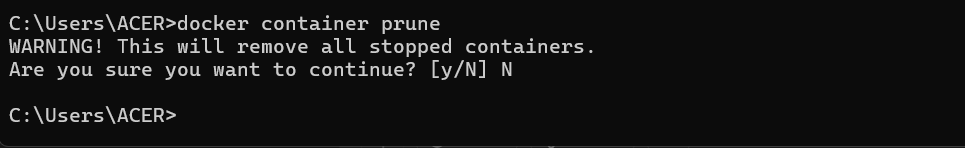 C:\Users\ACER>docker container prune
WARNING! This will remove all stopped containers.
Are you sure you want to continue? [y/N] N
C:\Users\ACER>